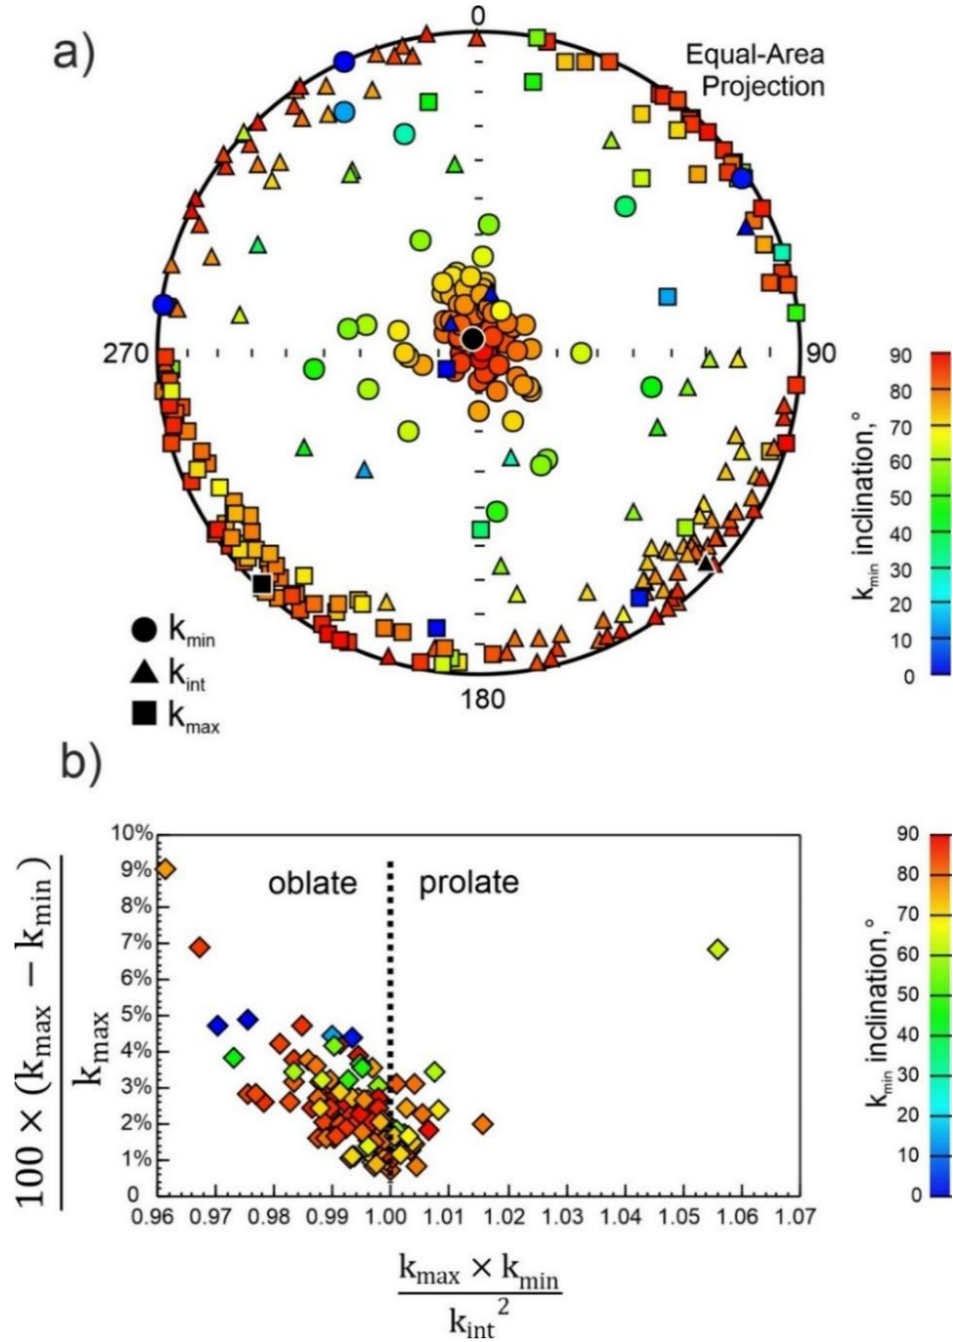 a)
0
Equal-Area
Projection
270
90
180
k_min
k_int
k_max
90
80
70
60
50
40
30
20
10
0
k_min inclination,°
b)
10%
9%
8%
7%
6%
5%
4%
3%
2%
1%
0
oblate
prolate
100 × (k_max − k_min)
k_max
0.96 0.97 0.98 0.99 1.00 1.01 1.02 1.03 1.04 1.05 1.06 1.07
k_max × k_min
k_int²
90
80
70
60
50
40
30
20
10
0
k_min inclination,°